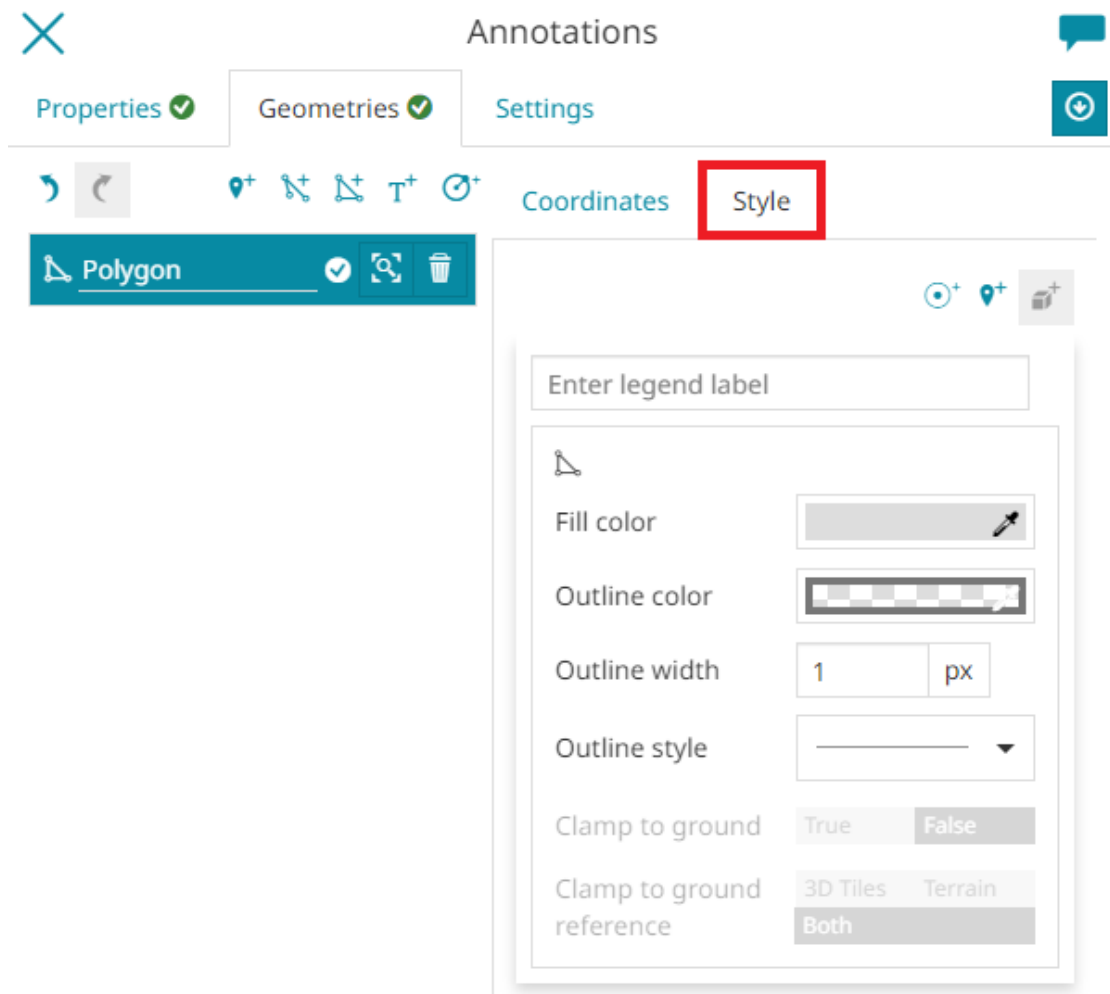 Annotations
Properties Geometries Settings
T+
Coordinates Style
Polygon
Enter legend label
Fill color
Outline color
Outline width 1 px
Outline style
Clamp to ground True False
Clamp to ground 3D Tiles Terrain
reference Both